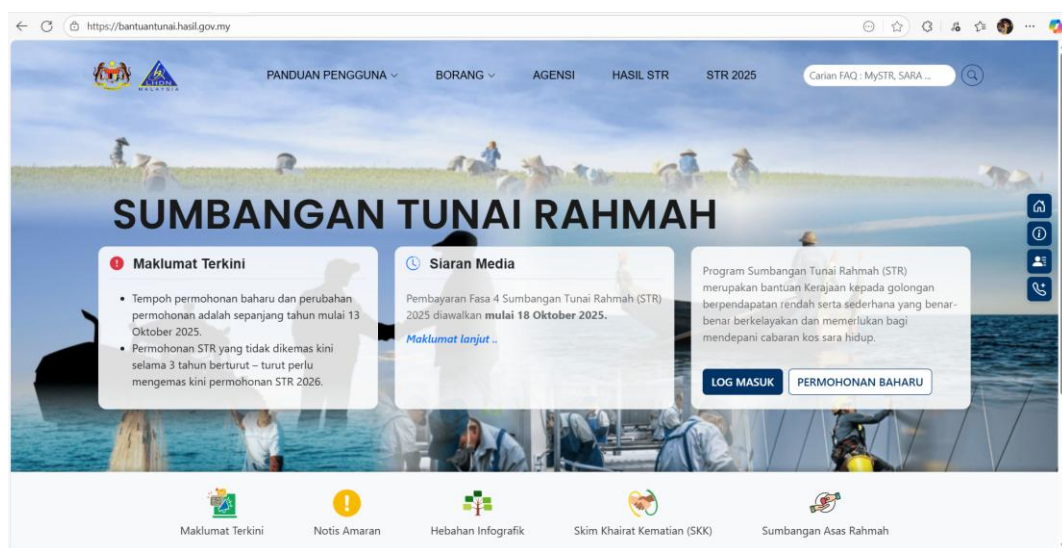 https://bantuantunai.hasil.gov.my
LHDN
MALAYSIA
PANDUAN PENGGUNA
BORANG
AGENSI
HASIL STR
STR 2025
Carian FAQ : MySTR, SARA ...
SUMBANGAN TUNAI RAHMAH
Maklumat Terkini
Tempoh permohonan baharu dan perubahan
permohonan adalah sepanjang tahun mulai 13
Oktober 2025.
Permohonan STR yang tidak dikemas kini
selama 3 tahun berturut – turut perlu
mengemas kini permohonan STR 2026.
Siaran Media
Pembayaran Fasa 4 Sumbangan Tunai Rahmah (STR)
2025 diawalkan mulai 18 Oktober 2025.
Maklumat lanjut ..
Program Sumbangan Tunai Rahmah (STR)
merupakan bantuan Kerajaan kepada golongan
berpendapatan rendah serta sederhana yang benar-
benar berkelayakan dan memerlukan bagi
mendepani cabaran kos sara hidup.
LOG MASUK
PERMOHONAN BAHARU
Maklumat Terkini
Notis Amaran
Hebahan Infografik
Skim Khairat Kematian (SKK)
Sumbangan Asas Rahmah